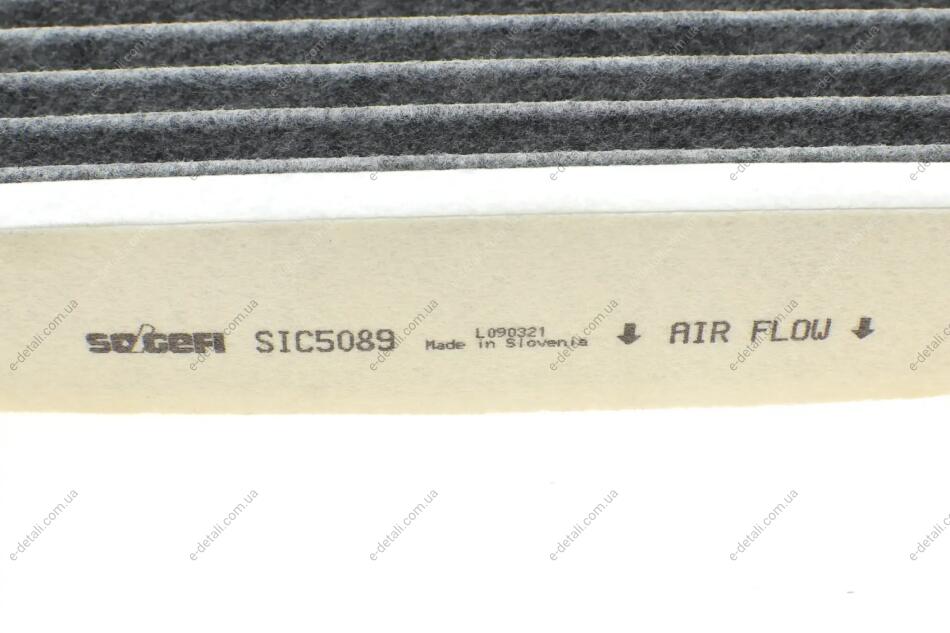 SOGEFI SIC5089 L090321 AIR FLOW
Made in Slovenia
e-detali.com.ua